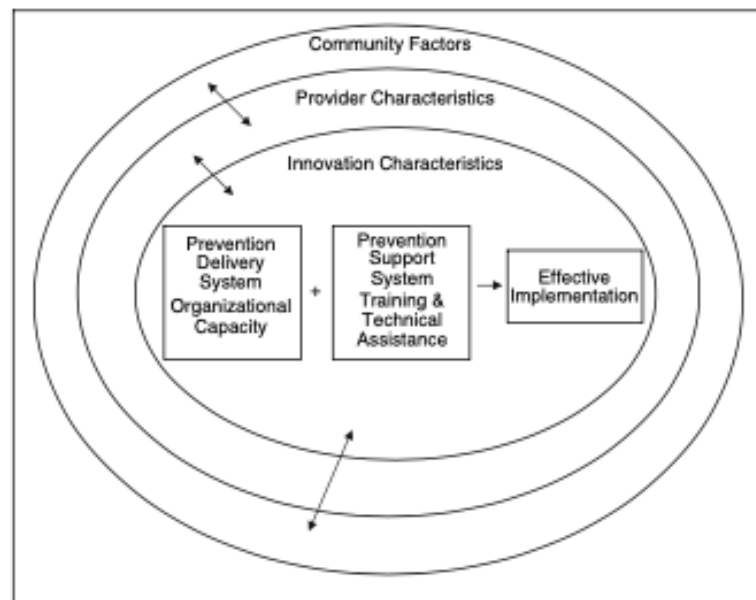 Community Factors
Provider Characteristics
Innovation Characteristics
Prevention
Delivery
System
Organizational
Capacity
+
Prevention
Support
System
Training &
Technical
Assistance
Effective
Implementation